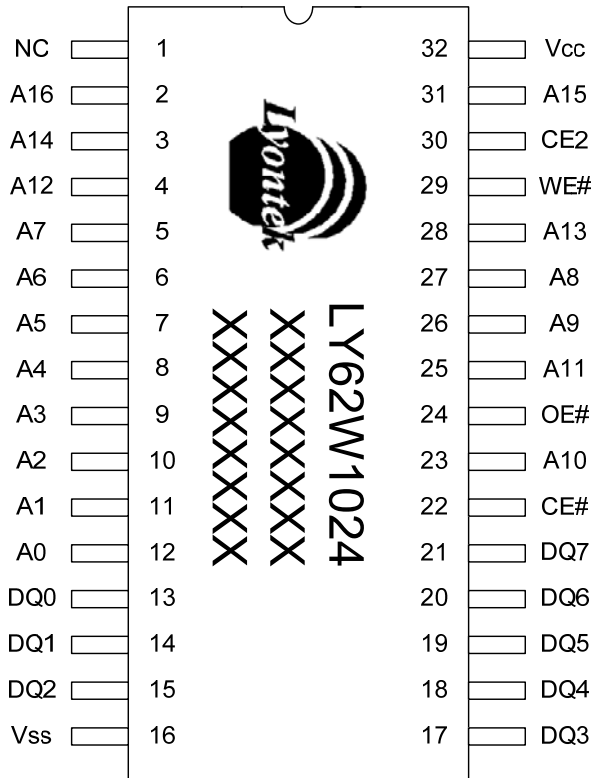 NC 1 32 Vcc
A16 2 31 A15
A14 3 30 CE2
A12 4 29 WE#
A7 5 28 A13
A6 6 27 A8
A5 7 26 A9
A4 8 25 A11
A3 9 24 OE#
A2 10 23 A10
A1 11 22 CE#
A0 12 21 DQ7
DQ0 13 20 DQ6
DQ1 14 19 DQ5
DQ2 15 18 DQ4
Vss 16 17 DQ3
Lyontek
LY62W1024
XXXXXXXX
XXXXXXXX